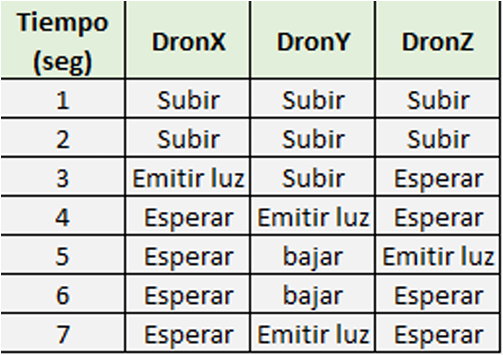 Tiempo (seg) DronX DronY DronZ
1 Subir Subir Subir
2 Subir Subir Subir
3 Emitir luz Subir Esperar
4 Esperar Emitir luz Esperar
5 Esperar bajar Emitir luz
6 Esperar bajar Esperar
7 Esperar Emitir luz Esperar